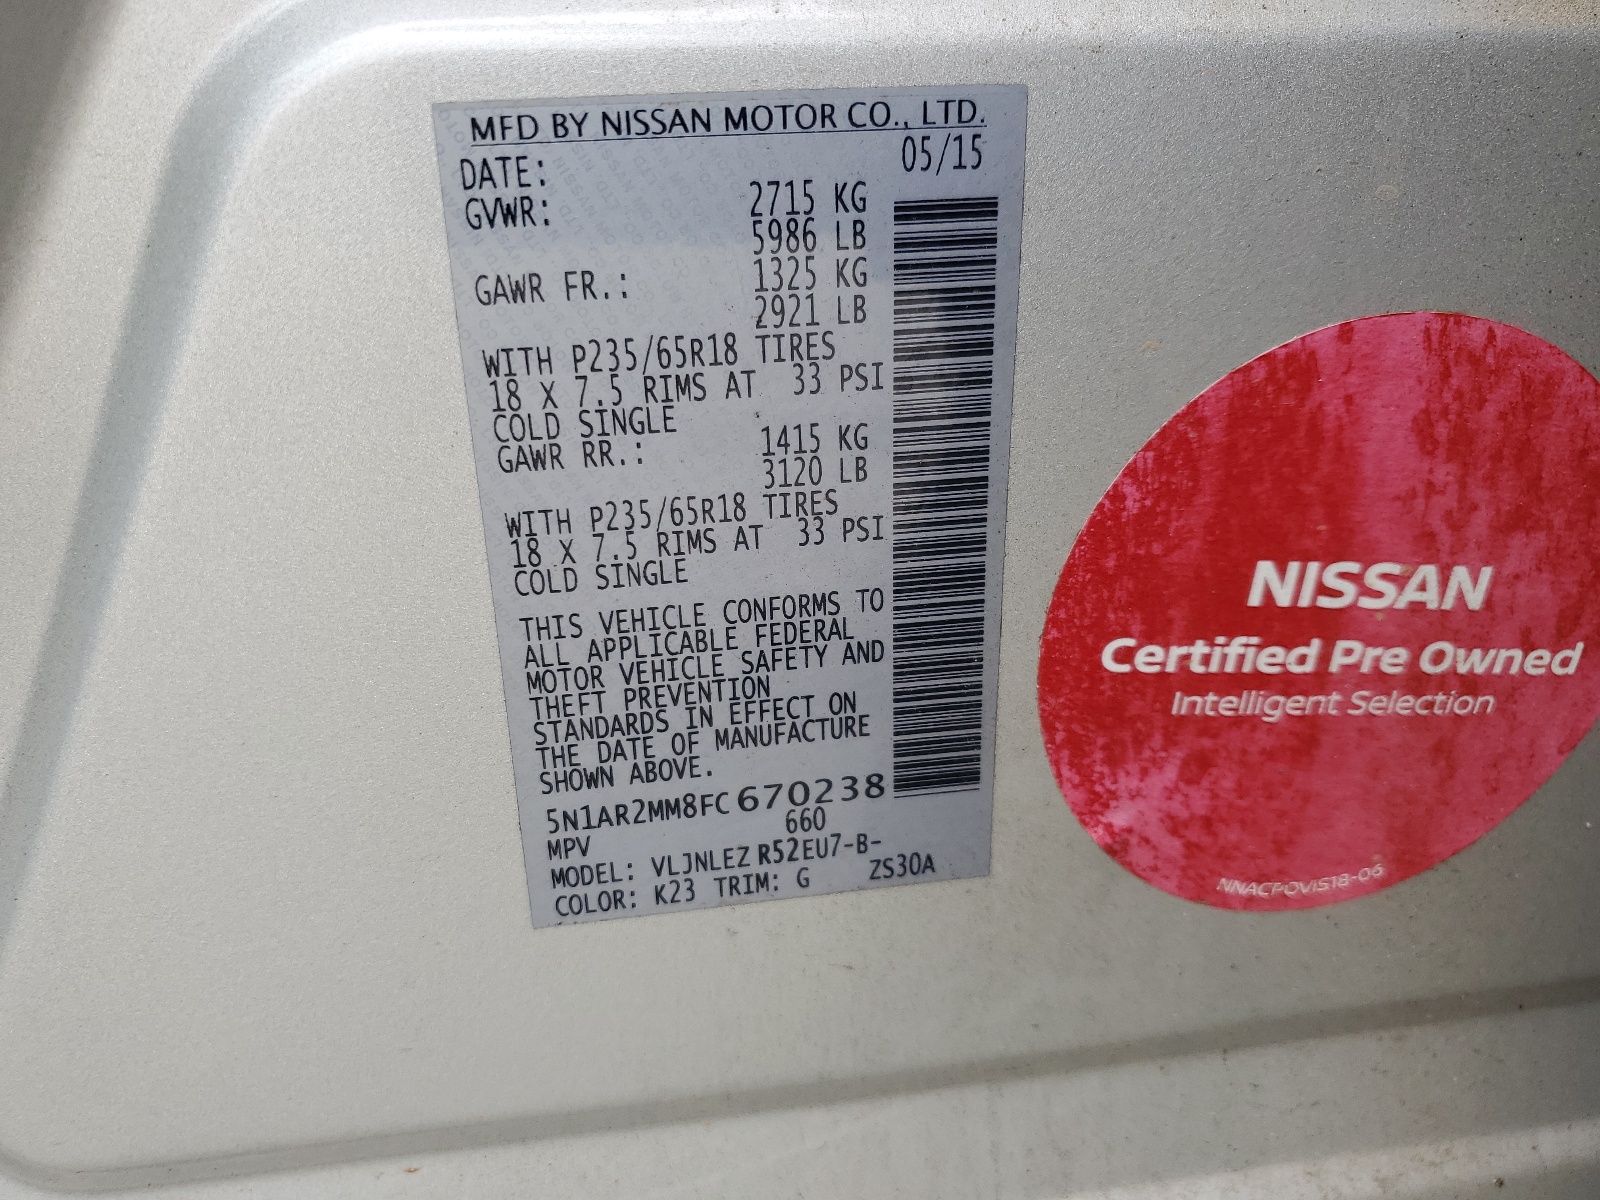 MFD BY NISSAN MOTOR CO., LTD.
DATE: 05/15
GVWR: 2715 KG
5986 LB
GAWR FR.: 1325 KG
2921 LB
WITH P235/65R18 TIRES
18 X 7.5 RIMS AT 33 PSI
COLD SINGLE
GAWR RR.: 1415 KG
3120 LB
WITH P235/65R18 TIRES
18 X 7.5 RIMS AT 33 PSI
COLD SINGLE
THIS VEHICLE CONFORMS TO
ALL APPLICABLE FEDERAL
MOTOR VEHICLE SAFETY AND
THEFT PREVENTION
STANDARDS IN EFFECT ON
THE DATE OF MANUFACTURE
SHOWN ABOVE.
5N1AR2MM8FC670238
MPV 660
MODEL: VLJNLEZ R52EU7-B-
COLOR: K23 TRIM: G ZS30A
NISSAN
Certified Pre Owned
Intelligent Selection
NNACPOVIS18-06